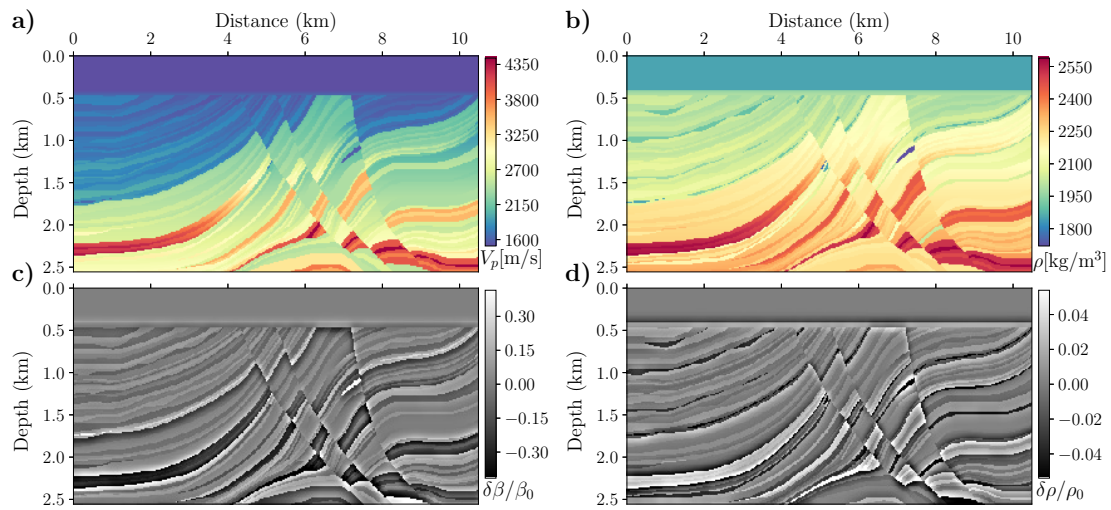 a) Distance (km) b) Distance (km)
0 2 4 6 8 10 0 2 4 6 8 10
0.0 0.5 1.0 1.5 2.0 2.5
Depth (km)
4350 3800 3250 2700 2150 1600
V_p[m/s]
0.0 0.5 1.0 1.5 2.0 2.5
Depth (km)
2550 2400 2250 2100 1950 1800
ρ[kg/m³]
c)
0.0 0.5 1.0 1.5 2.0 2.5
Depth (km)
0.30 0.15 0.00 −0.15 −0.30
δβ/β₀
d)
0.0 0.5 1.0 1.5 2.0 2.5
Depth (km)
0.04 0.02 0.00 −0.02 −0.04
δρ/ρ₀